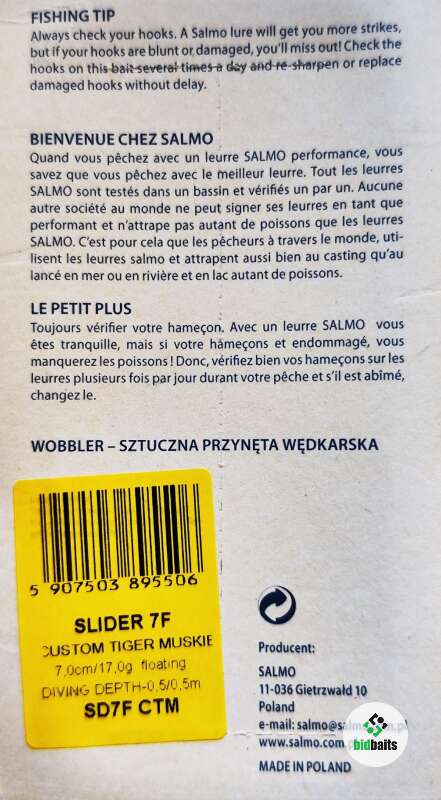 FISHING TIP
Always check your hooks. A Salmo lure will get you more strikes,
but if your hooks are blunt or damaged, you'll miss out! Check the
hooks on this bait several times a day and re-sharpen or replace
damaged hooks without delay.
BIENVENUE CHEZ SALMO
Quand vous pêchez avec un leurre SALMO performance, vous
savez que vous pêchez avec le meilleur leurre. Tout les leurres
SALMO sont testés dans un bassin et vérifiés un par un. Aucune
autre société au monde ne peut signer ses leurres en tant que
performant et n'attrape pas autant de poissons que les leurres
SALMO. C'est pour cela que les pêcheurs à travers le monde, uti-
lisent les leurres salmo et attrapent aussi bien au casting qu'au
lancé en mer ou en rivière et en lac autant de poissons.
LE PETIT PLUS
Toujours vérifier votre hameçon. Avec un leurre SALMO vous
êtes tranquille, mais si votre hameçons et endommagé, vous
manquerez les poissons ! Donc, vérifiez bien vos hameçons sur les
leurres plusieurs fois par jour durant votre pêche et s'il est abîmé,
changez le.
WOBBLER – SZTUCZNA PRZYNĘTA WĘDKARSKA
5 907503 895506
SLIDER 7F
CUSTOM TIGER MUSKIE
7,0cm/17,0g floating
DIVING DEPTH-0,5/0,5m
SD7F CTM
Producent:
SALMO
11-036 Gietrzwałd 10
Poland
e-mail: salmo@salmo.com.pl
www.salmo.com.pl
MADE IN POLAND
bidbaits